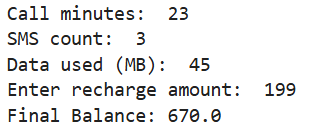 Call minutes:  23
SMS count:  3
Data used (MB):  45
Enter recharge amount:  199
Final Balance: 670.0